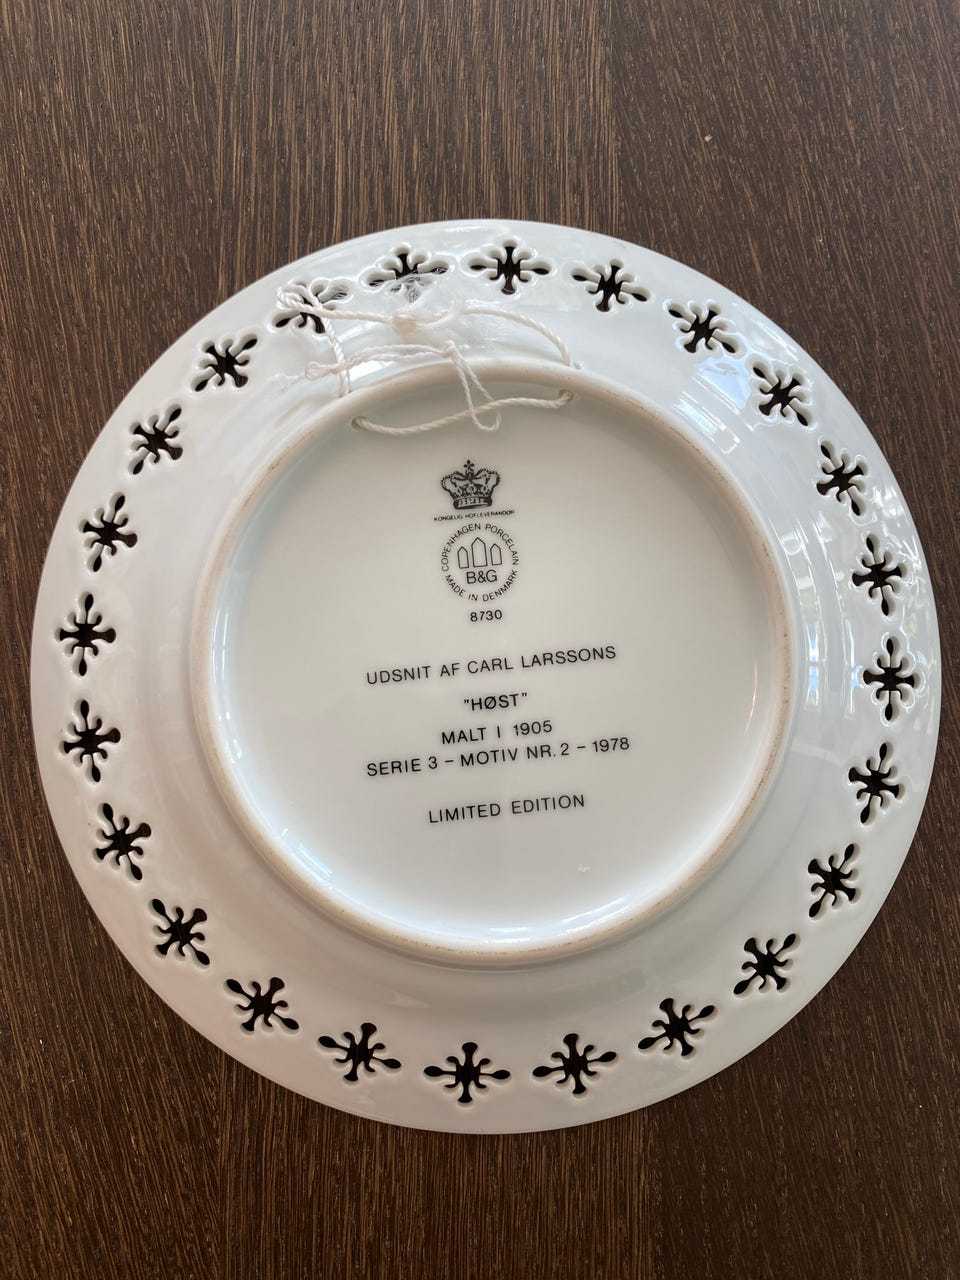 KONGELIG HOFLEVERANDØR
COPENHAGEN PORCELAIN
B&G
MADE IN DENMARK
8730
UDSNIT AF CARL LARSSONS
"HØST"
MALT I 1905
SERIE 3 – MOTIV NR. 2 – 1978
LIMITED EDITION